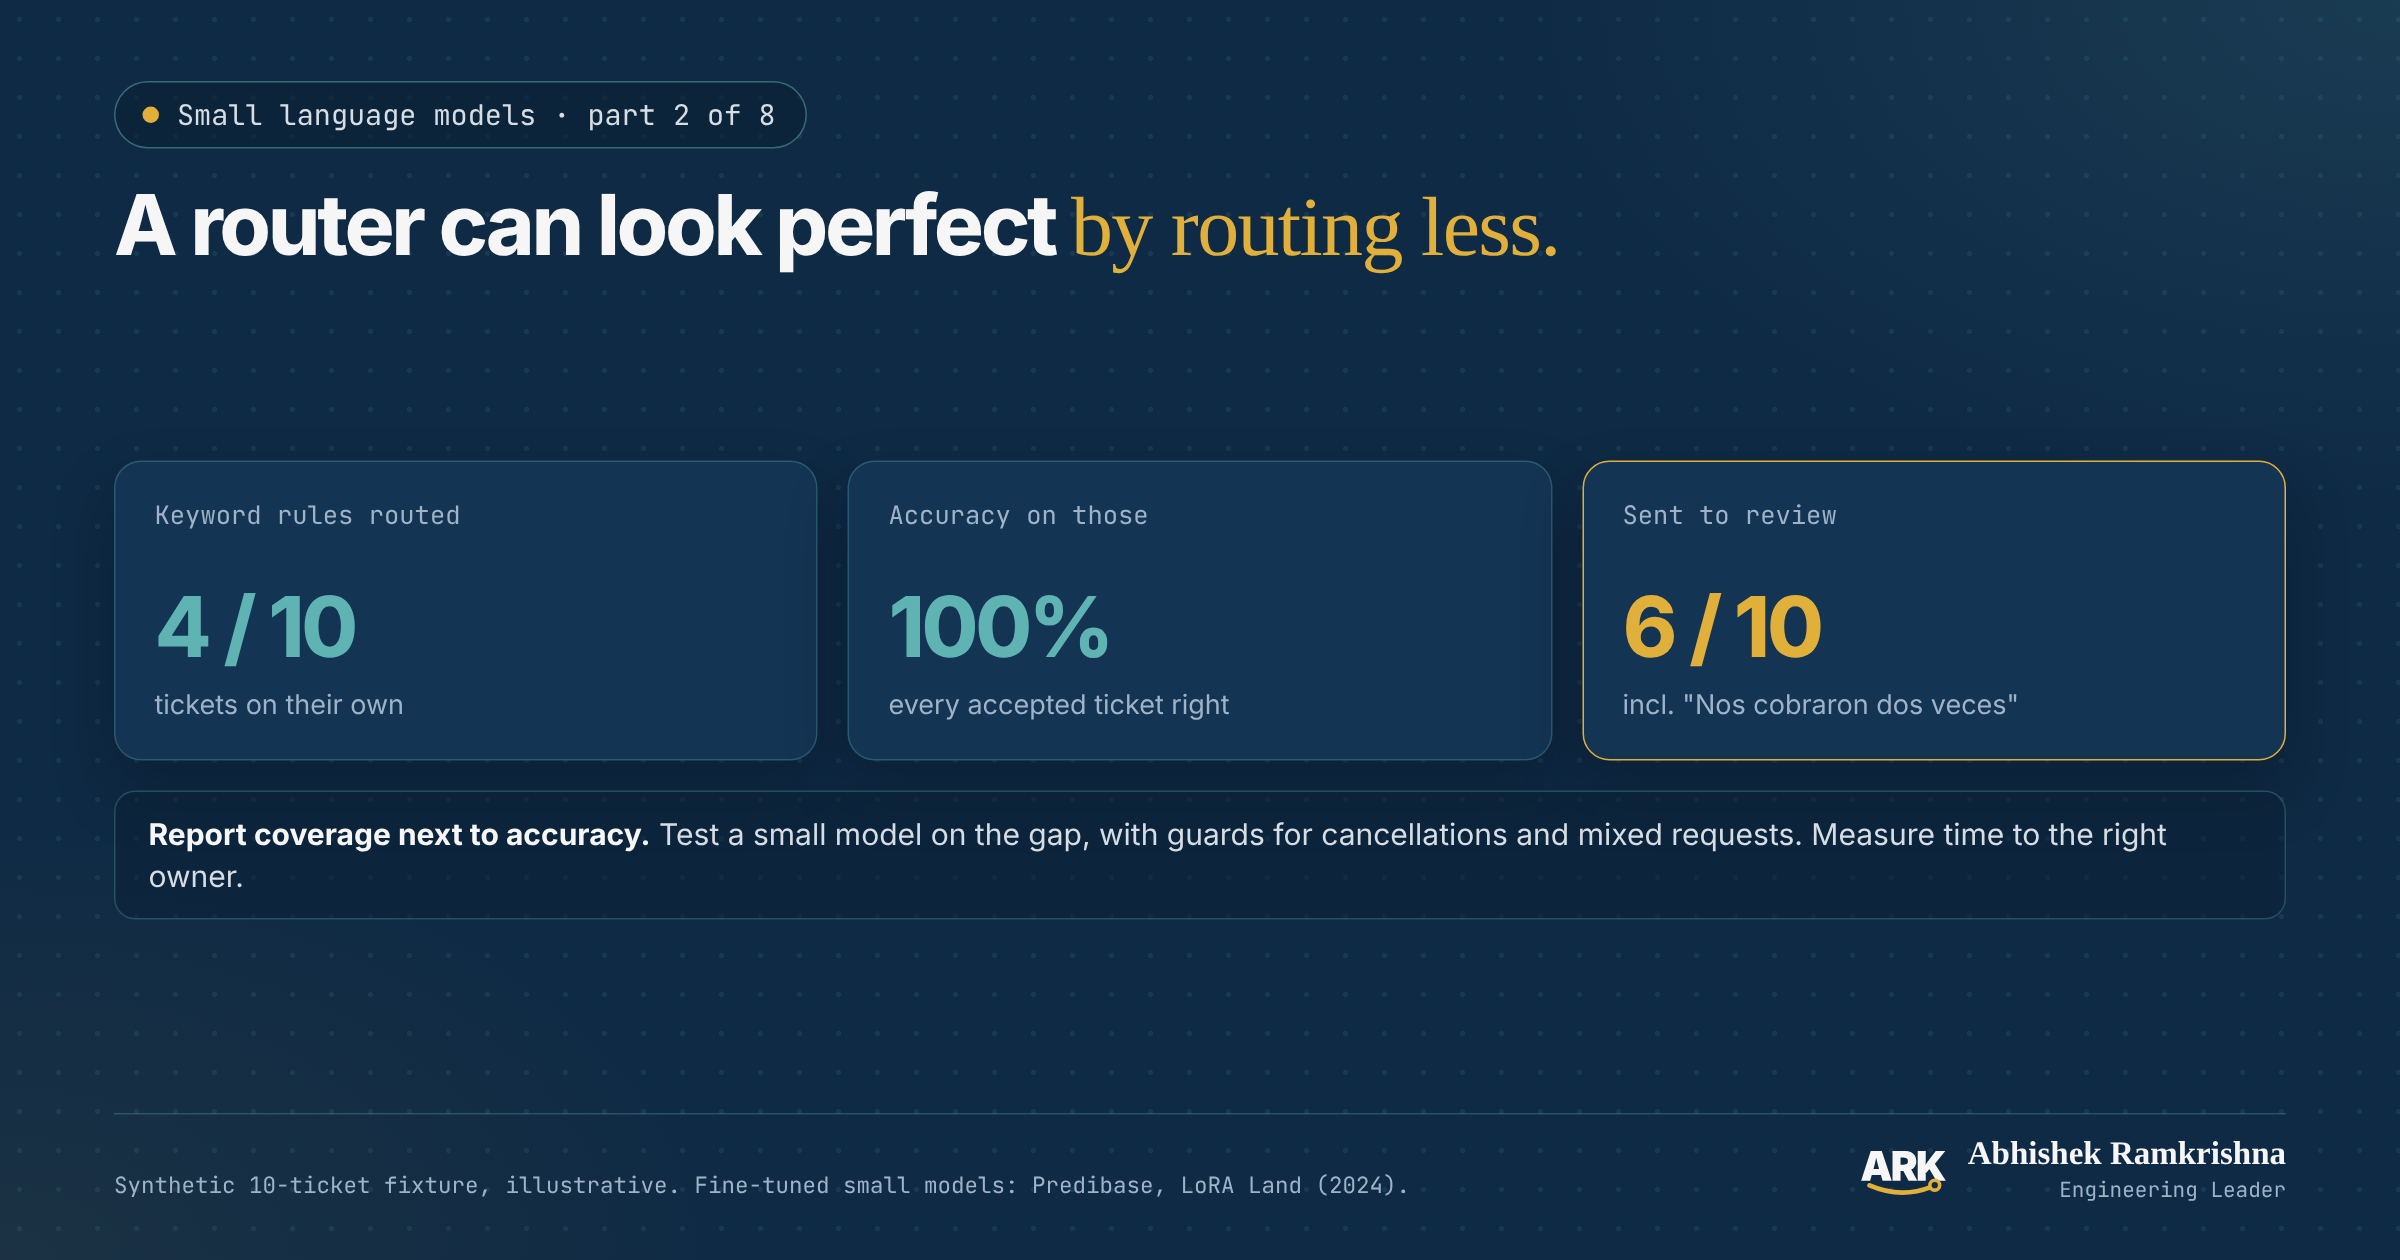 Small language models · part 2 of 8
A router can look perfect by routing less.
Keyword rules routed
4 / 10
tickets on their own
Accuracy on those
100%
every accepted ticket right
Sent to review
6 / 10
incl. "Nos cobraron dos veces"
Report coverage next to accuracy. Test a small model on the gap, with guards for cancellations and mixed requests. Measure time to the right
owner.
Synthetic 10-ticket fixture, illustrative. Fine-tuned small models: Predibase, LoRA Land (2024).
ARK
Abhishek Ramkrishna
Engineering Leader